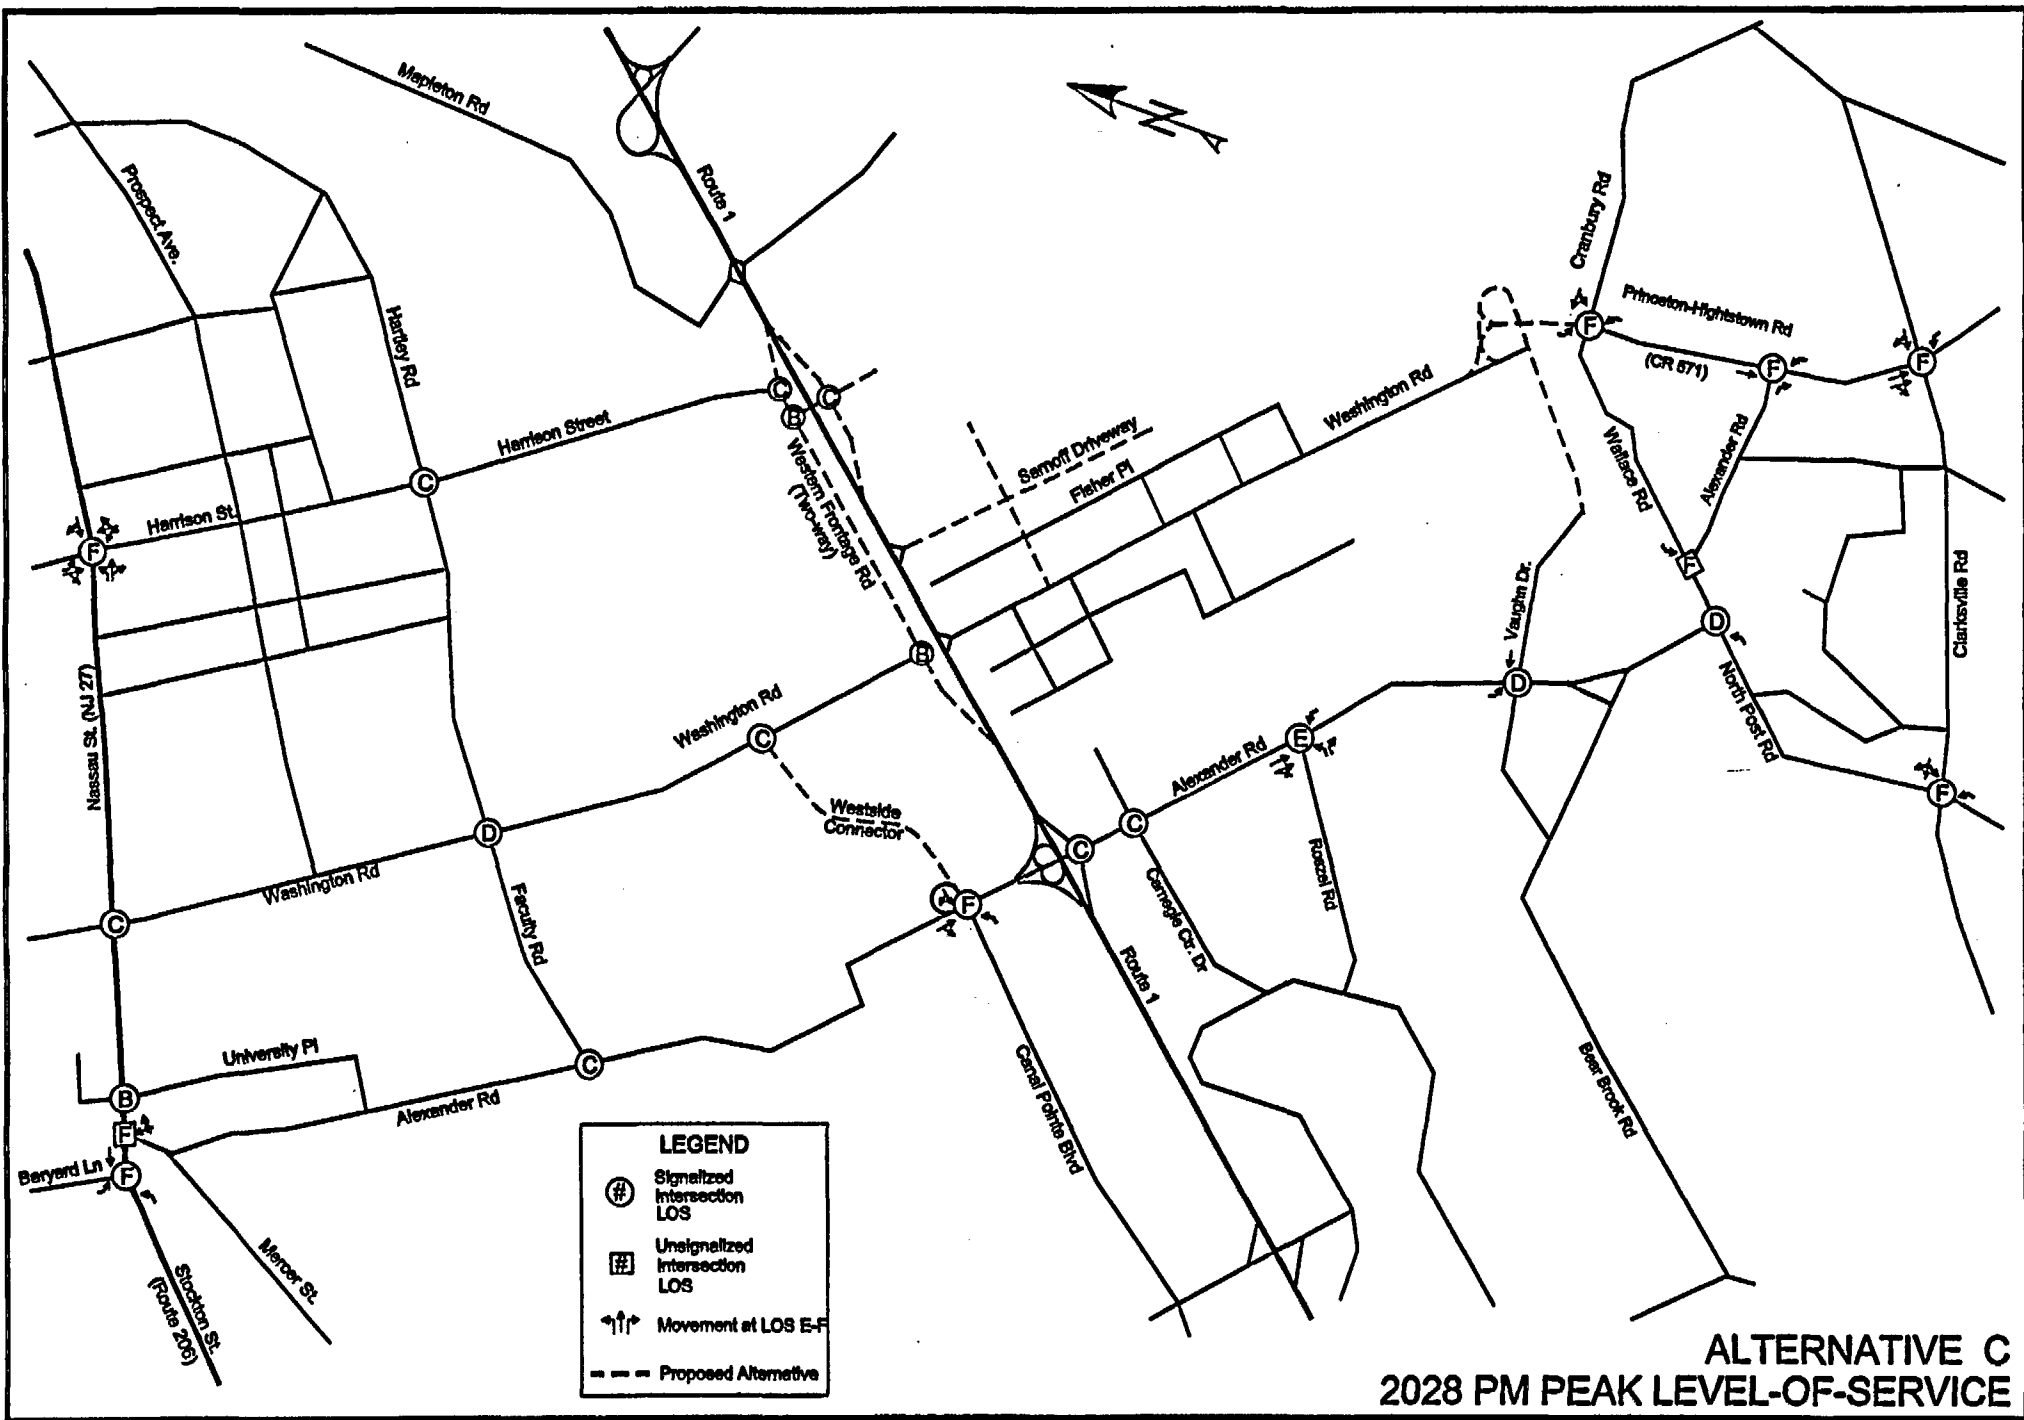 Mapleton Rd
Prospect Ave.
Route 1
N
Cranbury Rd
Princeton-Hightstown Rd
(CR 571)
F
F
F
Hartley Rd
Harrison Street
C
B
C
Western Frontage Rd
(Two-way)
Sarnoff Driveway
Fisher Pl
Washington Rd
Wallace Rd
Alexander Rd
C
Harrison St.
F
F
Vaughn Dr.
D
Clarksville Rd
Nassau St. (NJ 27)
B
Washington Rd
C
D
North Post Rd
E
Alexander Rd
F
Westside
Connector
D
C
C
Washington Rd
C
Faculty Rd
F
Carnegie Ctr. Dr
Roszel Rd
Route 1
University Pl
C
B
Alexander Rd
Canal Pointe Blvd
Bear Brook Rd
F
Baryard Ln
F
Mercer St.
Stockton St.
(Route 206)
LEGEND
# Signalized
Intersection
LOS
# Unsignalized
Intersection
LOS
Movement at LOS E-F
Proposed Alternative
ALTERNATIVE C
2028 PM PEAK LEVEL-OF-SERVICE